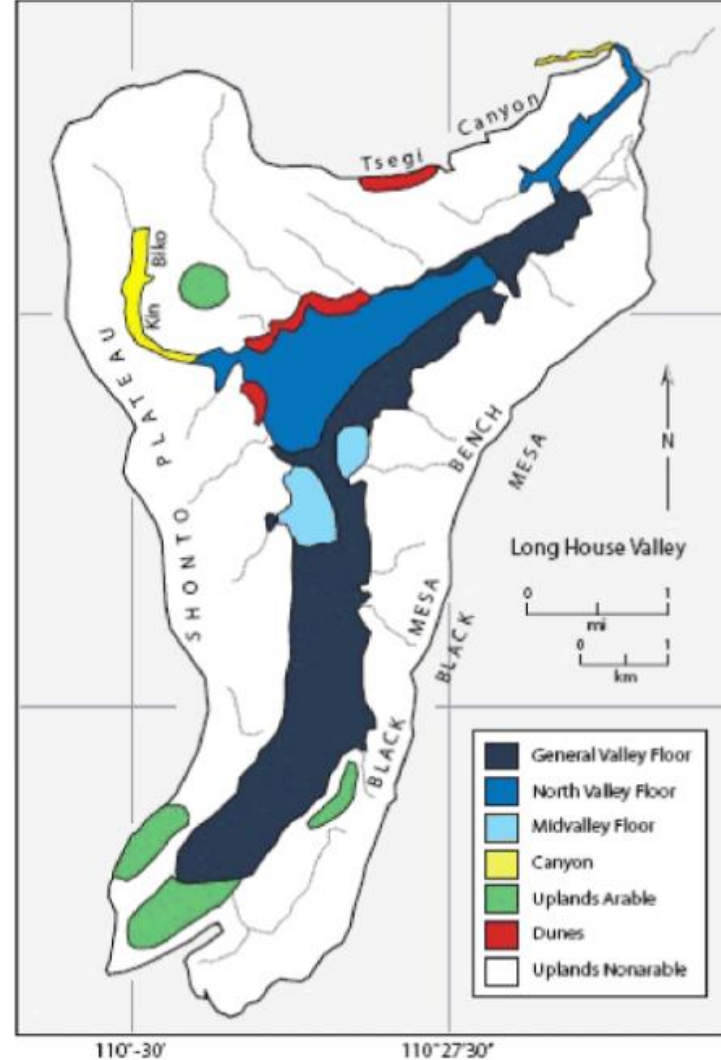 Tsegi Canyon
Kin Biko
SHONTO PLATEAU
BLACK MESA BENCH
BLACK MESA
N
Long House Valley
0 1
mi
0 1
km
General Valley Floor
North Valley Floor
Midvalley Floor
Canyon
Uplands Arable
Dunes
Uplands Nonarable
110°-30' 110°27'30"